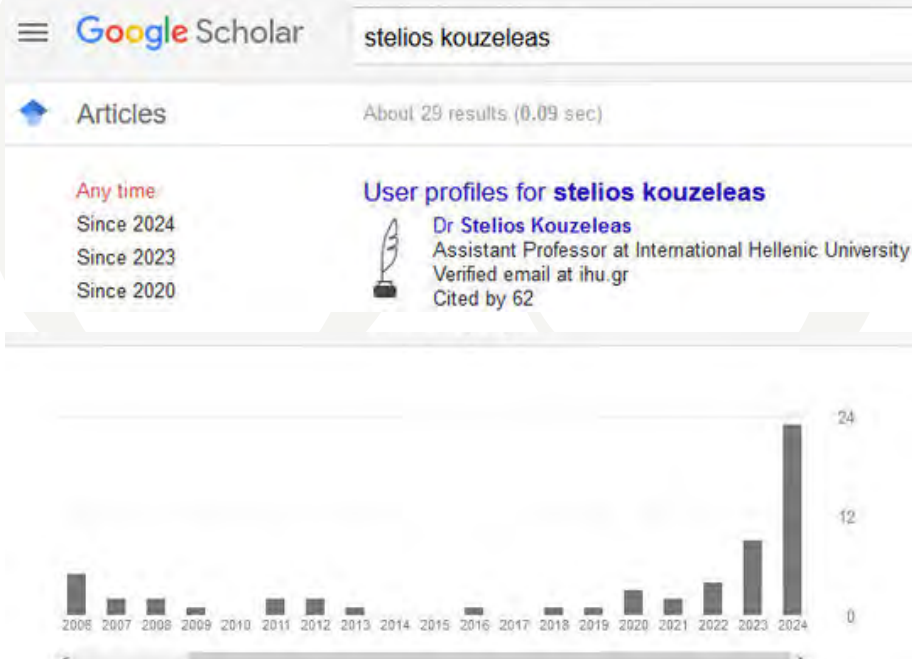 Google Scholar
stelios kouzeleas
Articles
About 29 results (0.09 sec)
Any time
Since 2024
Since 2023
Since 2020
User profiles for stelios kouzeleas
Dr Stelios Kouzeleas
Assistant Professor at International Hellenic University
Verified email at ihu.gr
Cited by 62
24
12
0
2006 2007 2008 2009 2010 2011 2012 2013 2014 2015 2016 2017 2018 2019 2020 2021 2022 2023 2024